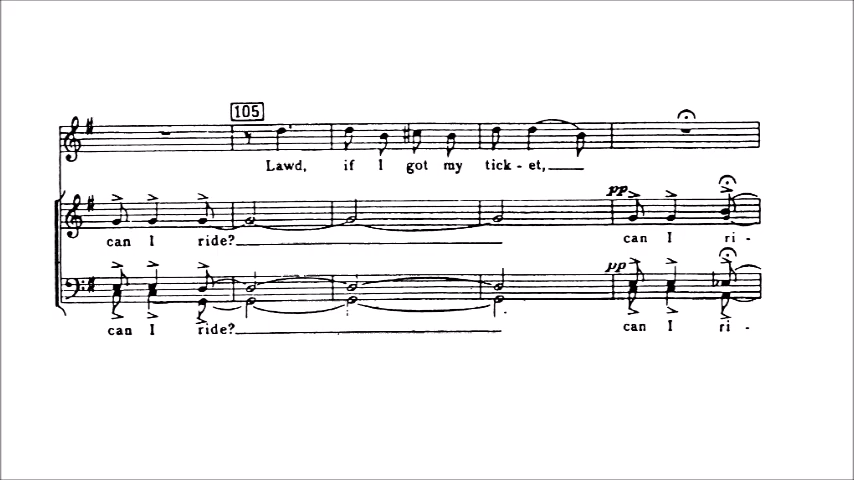 105
Lawd, if I got my tick - et,
pp
can I ride? can I ri -
pp
can I ride? can I ri -